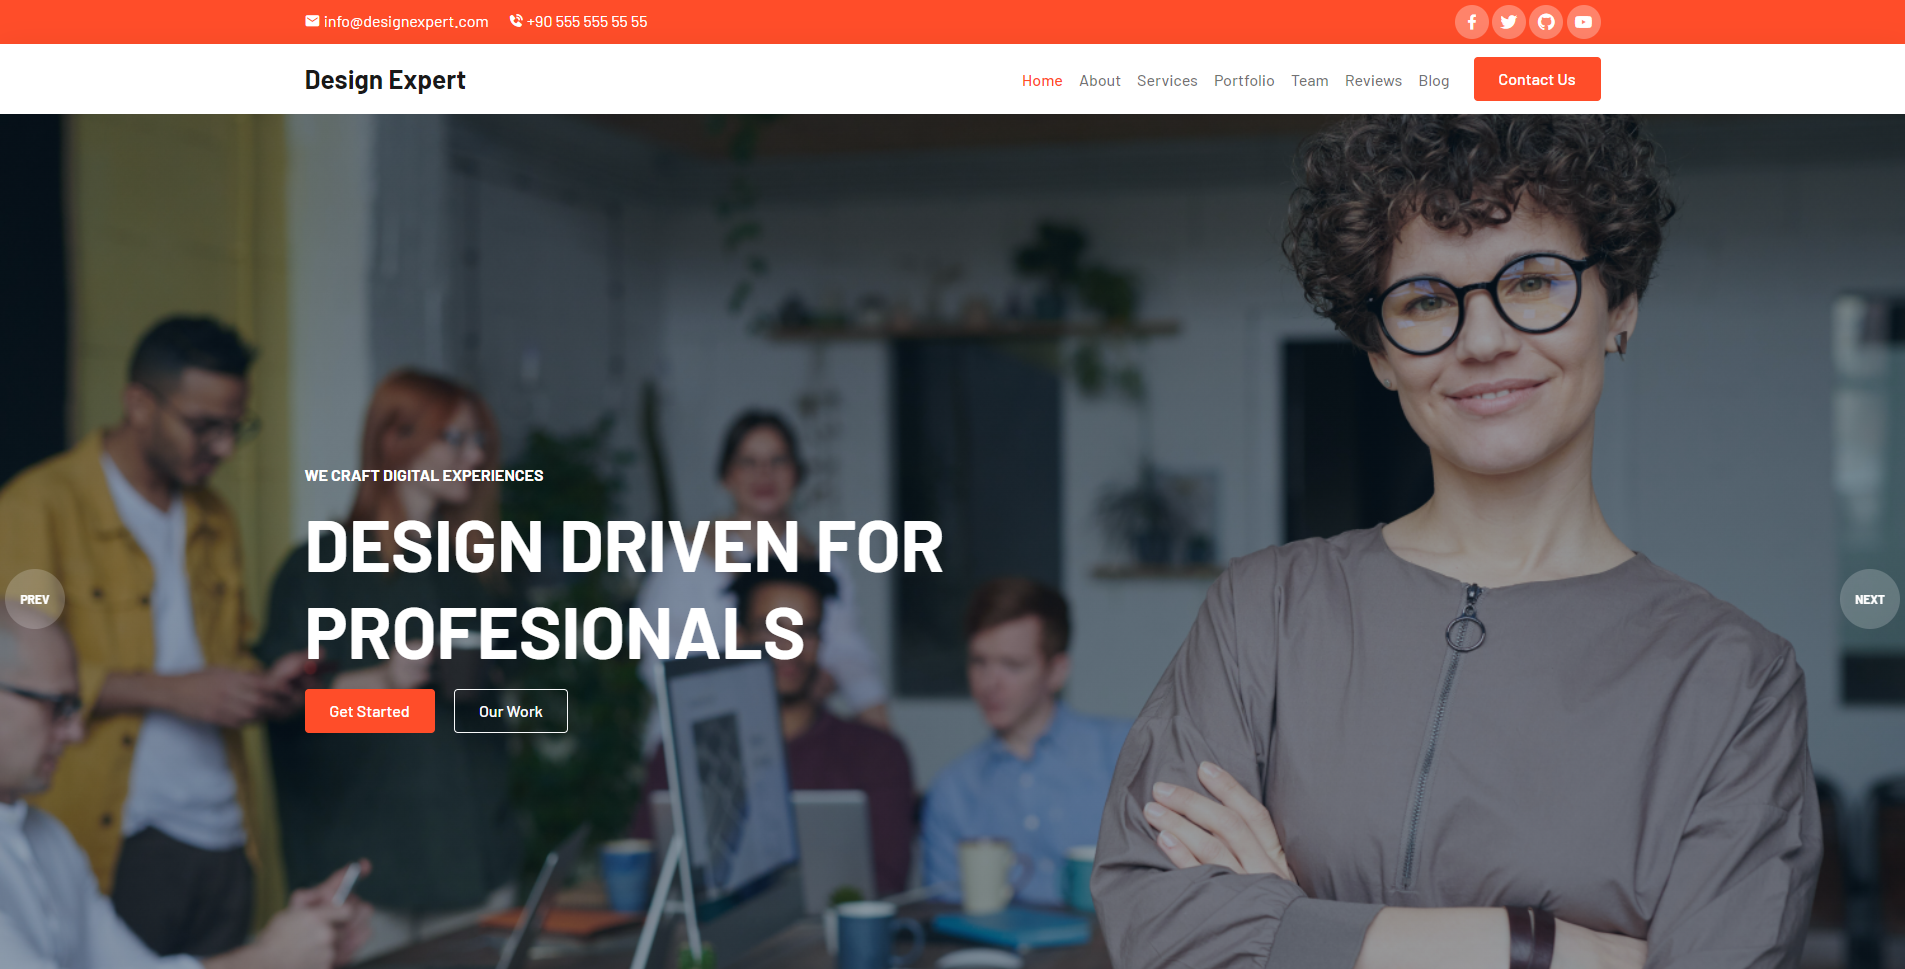 info@designexpert.com +90 555 555 55 55
Design Expert
Home About Services Portfolio Team Reviews Blog Contact Us
WE CRAFT DIGITAL EXPERIENCES
DESIGN DRIVEN FOR
PROFESIONALS
PREV
NEXT
Get Started Our Work